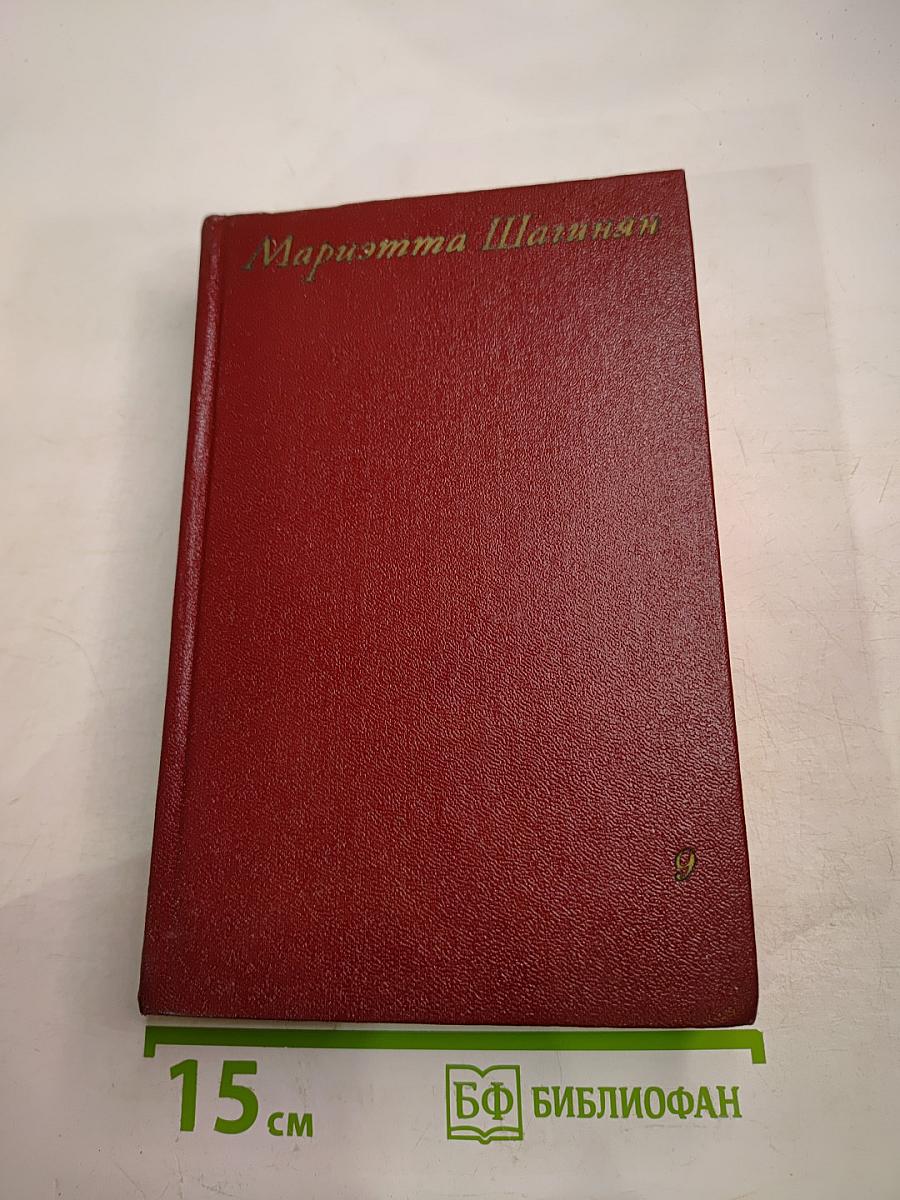 Мариэтта Шагинян
9
15 см
БФ БИБЛИОФАН